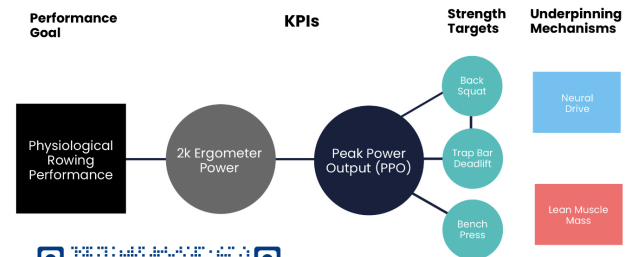 Performance
Goal
KPIs
Strength
Targets
Underpinning
Mechanisms
Physiological
Rowing
Performance
2k Ergometer
Power
Peak Power
Output (PPO)
Back
Squat
Trap Bar
Deadlift
Bench
Press
Neural
Drive
Lean Muscle
Mass